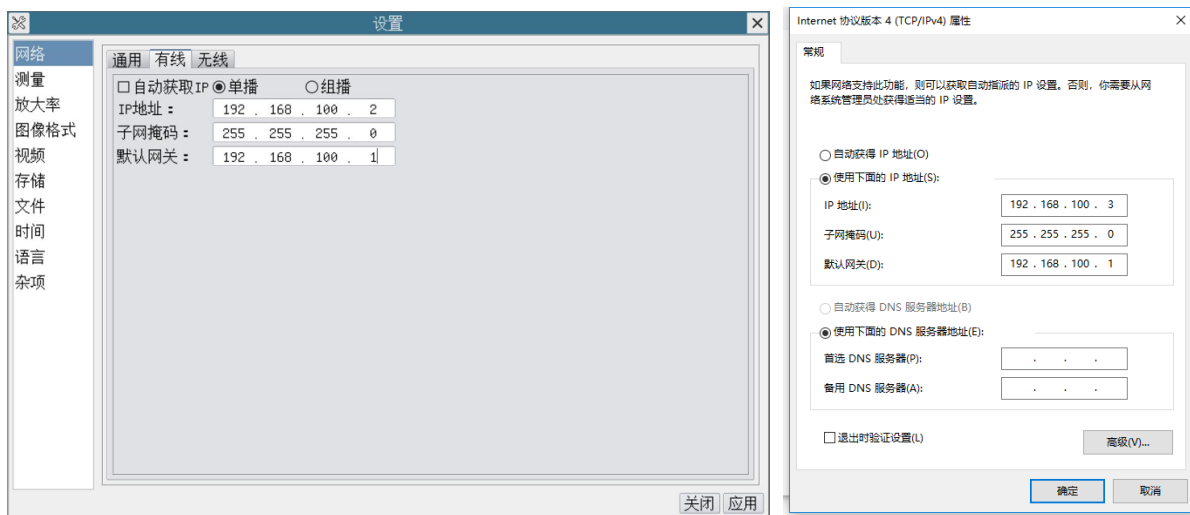 设置
网络
测量
放大率
图像格式
视频
存储
文件
时间
语言
杂项
通用 有线 无线
自动获取IP 单播 组播
IP地址： 192 . 168 . 100 . 2
子网掩码： 255 . 255 . 255 . 0
默认网关： 192 . 168 . 100 . 1
关闭 应用
Internet 协议版本 4 (TCP/IPv4) 属性
常规
如果网络支持此功能，则可以获取自动指派的 IP 设置。否则，你需要从网
络系统管理员处获得适当的 IP 设置。
自动获得 IP 地址(O)
使用下面的 IP 地址(S):
IP 地址(I): 192 . 168 . 100 . 3
子网掩码(U): 255 . 255 . 255 . 0
默认网关(D): 192 . 168 . 100 . 1
自动获得 DNS 服务器地址(B)
使用下面的 DNS 服务器地址(E):
首选 DNS 服务器(P): . . .
备用 DNS 服务器(A): . . .
退出时验证设置(L)
高级(V)...
确定 取消